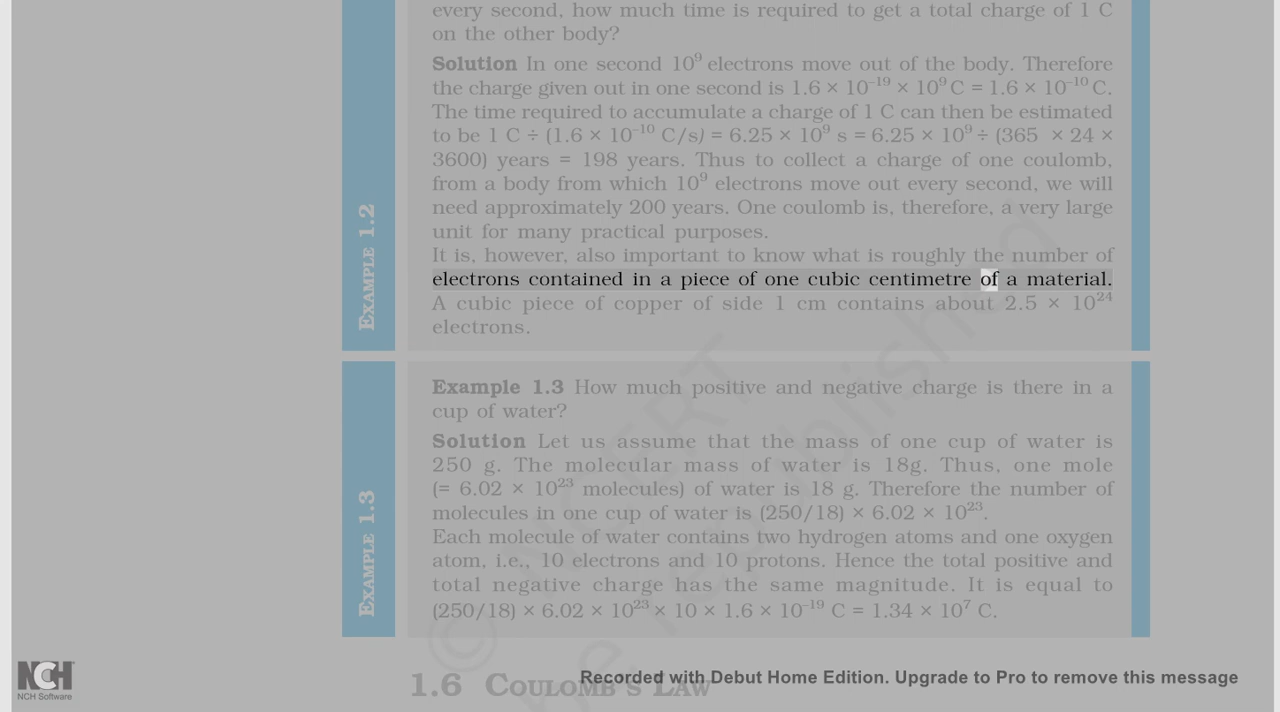 every second, how much time is required to get a total charge of 1 C
on the other body?
Solution In one second 10⁹ electrons move out of the body. Therefore
the charge given out in one second is 1.6 × 10⁻¹⁹ × 10⁹ C = 1.6 × 10⁻¹⁰ C.
The time required to accumulate a charge of 1 C can then be estimated
to be 1 C ÷ (1.6 × 10⁻¹⁰ C/s) = 6.25 × 10⁹ s = 6.25 × 10⁹ ÷ (365 × 24 ×
3600) years = 198 years. Thus to collect a charge of one coulomb,
from a body from which 10⁹ electrons move out every second, we will
need approximately 200 years. One coulomb is, therefore, a very large
unit for many practical purposes.
It is, however, also important to know what is roughly the number of
electrons contained in a piece of one cubic centimetre of a material.
A cubic piece of copper of side 1 cm contains about 2.5 × 10²⁴
electrons.
EXAMPLE 1.2
Example 1.3 How much positive and negative charge is there in a
cup of water?
Solution Let us assume that the mass of one cup of water is
250 g. The molecular mass of water is 18g. Thus, one mole
(= 6.02 × 10²³ molecules) of water is 18 g. Therefore the number of
molecules in one cup of water is (250/18) × 6.02 × 10²³.
Each molecule of water contains two hydrogen atoms and one oxygen
atom, i.e., 10 electrons and 10 protons. Hence the total positive and
total negative charge has the same magnitude. It is equal to
(250/18) × 6.02 × 10²³ × 10 × 1.6 × 10⁻¹⁹ C = 1.34 × 10⁷ C.
EXAMPLE 1.3
© NCERT
be republished
1.6 COULOMB'S LAW
NCH
NCH Software
Recorded with Debut Home Edition. Upgrade to Pro to remove this message